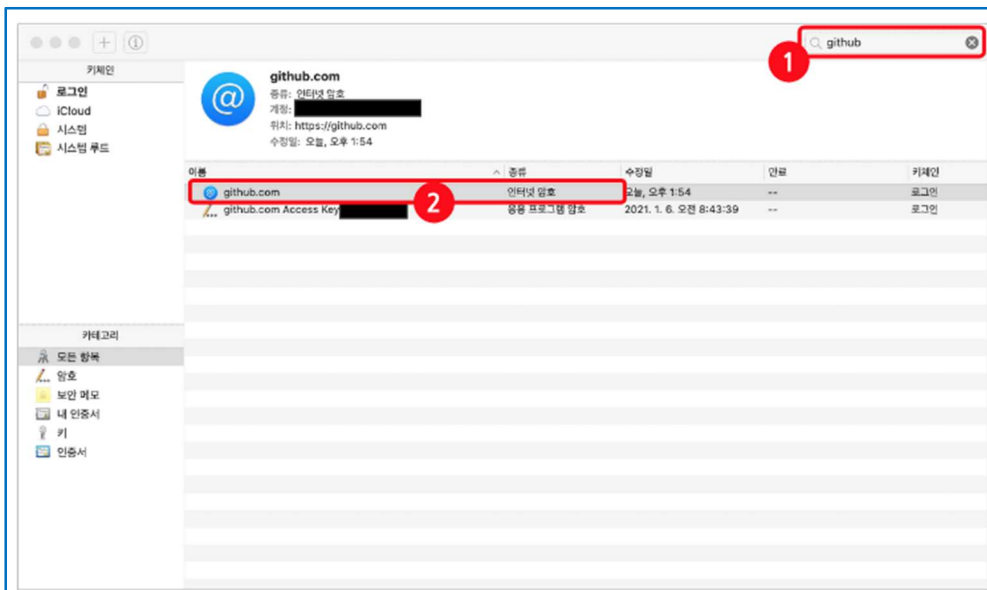 github
1
키체인
로그인
iCloud
시스템
시스템 루트
github.com
종류: 인터넷 암호
계정:
위치: https://github.com
수정일: 오늘, 오후 1:54
이름 종류 수정일 만료 키체인
github.com 인터넷 암호 오늘, 오후 1:54 -- 로그인
2
github.com Access Key 응용 프로그램 암호 2021. 1. 6. 오전 8:43:39 -- 로그인
카테고리
모든 항목
암호
보안 메모
내 인증서
키
인증서